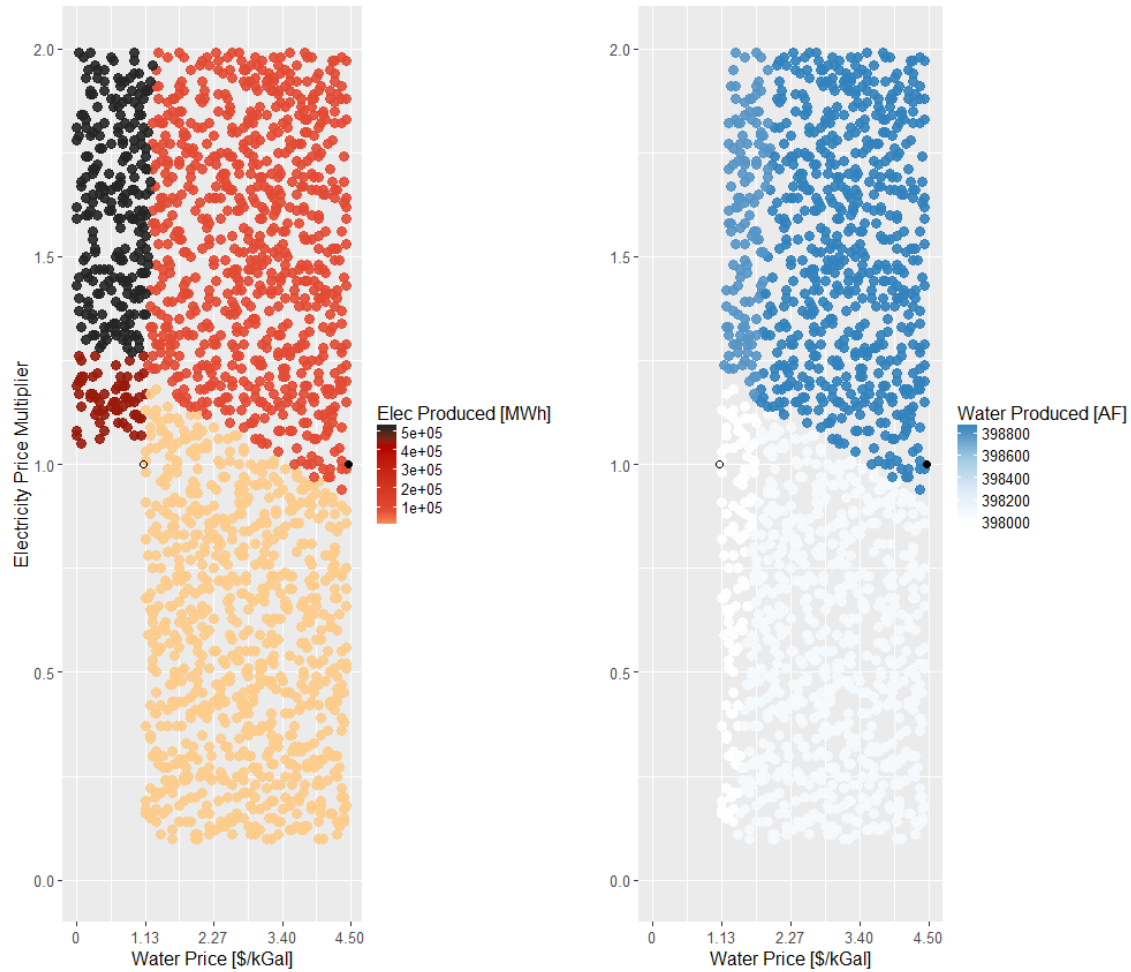 Electricity Price Multiplier
2.0
1.5
1.0
0.5
0.0
0 1.13 2.27 3.40 4.50
Water Price [$/kGal]
Elec Produced [MWh]
5e+05
4e+05
3e+05
2e+05
1e+05
2.0
1.5
1.0
0.5
0.0
0 1.13 2.27 3.40 4.50
Water Price [$/kGal]
Water Produced [AF]
398800
398600
398400
398200
398000